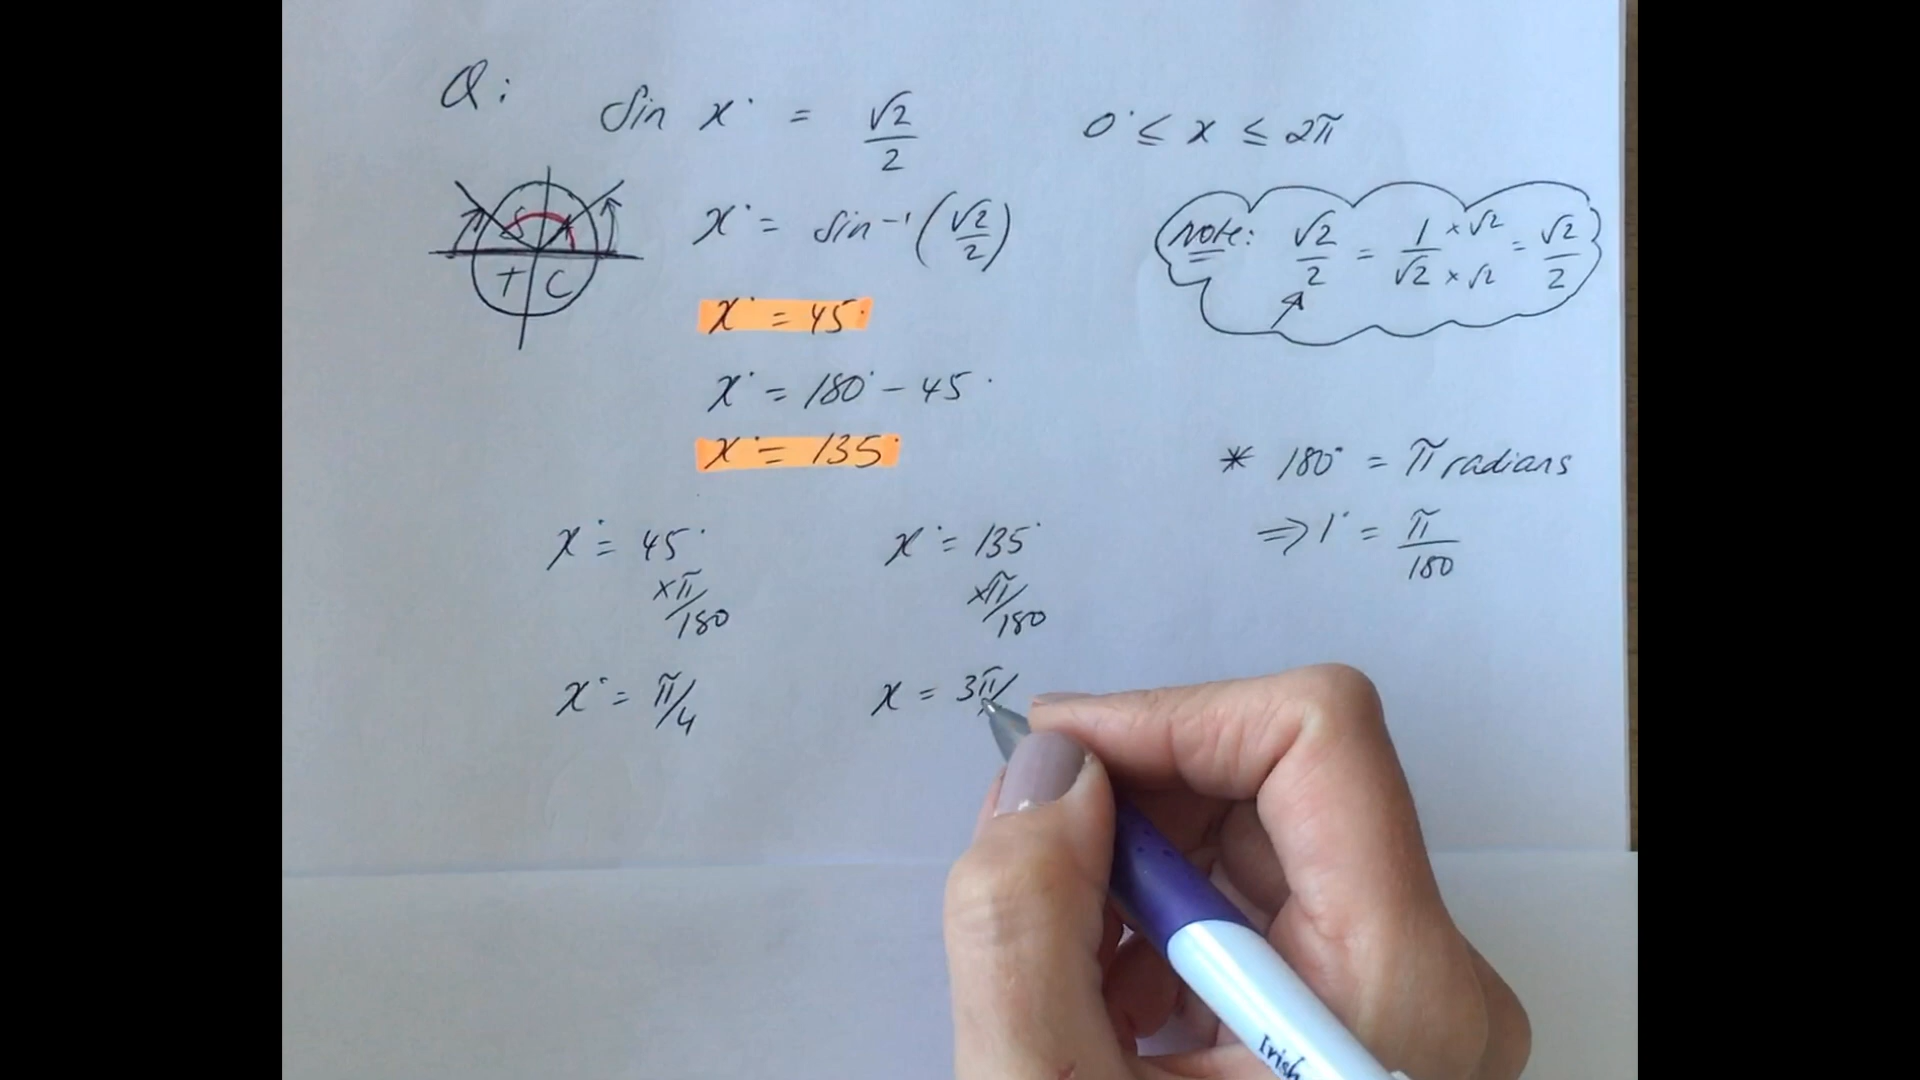 Q: Sin x° = √2/2 0° ≤ x ≤ 2π
S A
T C
x° = Sin⁻¹(√2/2)
Note: √2/2 = 1/√2 × √2/√2 = √2/2
x° = 45°
x° = 180° - 45°
x° = 135°
* 180° = π radians
⇒ 1° = π/180
x° = 45° x° = 135°
×π/180 ×π/180
x° = π/4 x = 3π/
Irish